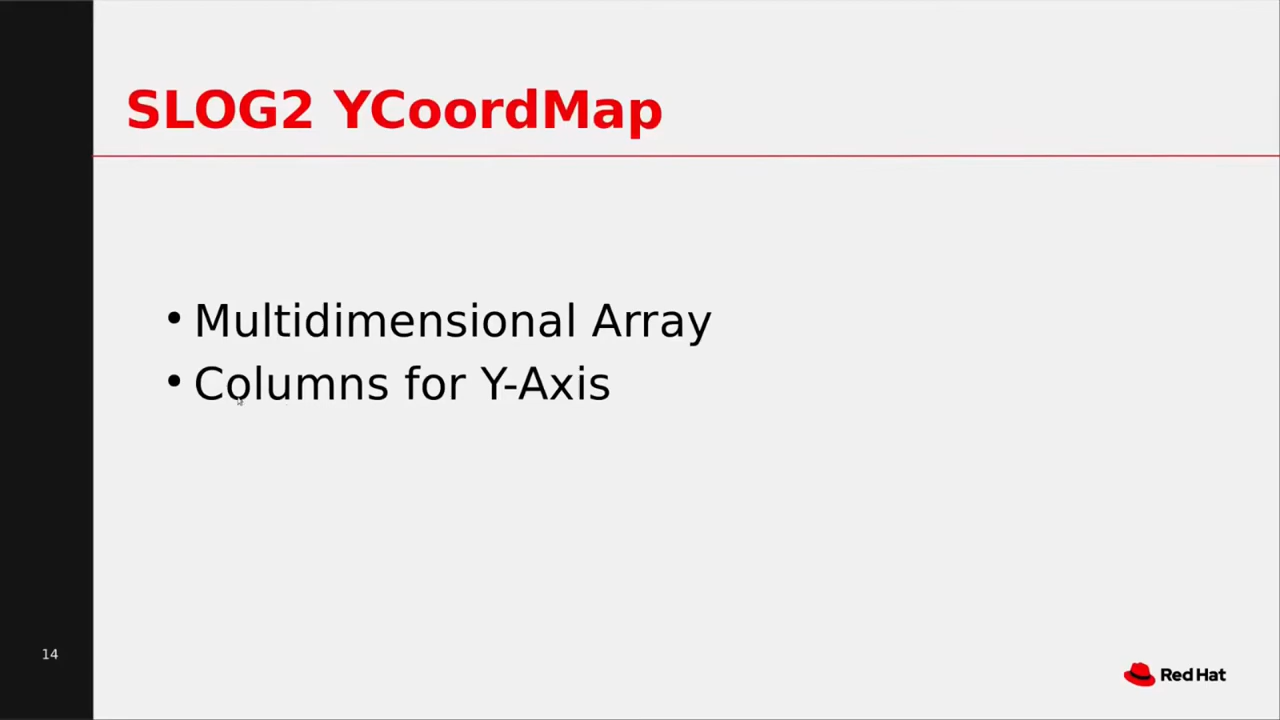 SLOG2 YCoordMap
• Multidimensional Array
• Columns for Y-Axis
14
Red Hat